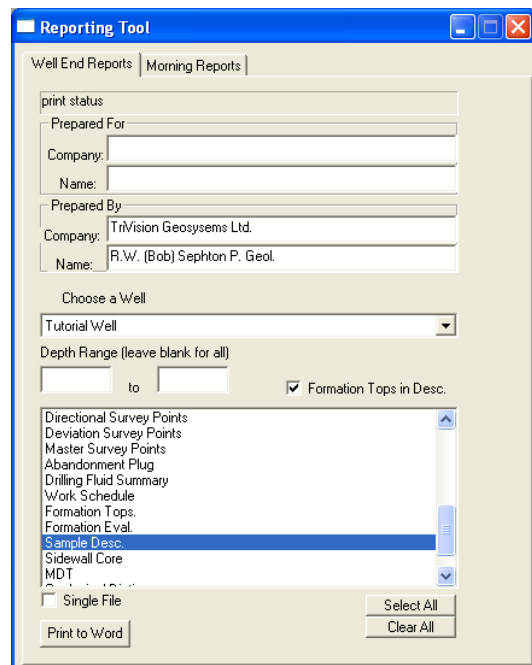 Reporting Tool
Well End Reports Morning Reports
print status
Prepared For
Company:
Name:
Prepared By
Company: TriVision Geosysems Ltd.
Name: R.W. (Bob) Sephton P. Geol.
Choose a Well
Tutorial Well
Depth Range (leave blank for all)
to
Formation Tops in Desc.
Directional Survey Points
Deviation Survey Points
Master Survey Points
Abandonment Plug
Drilling Fluid Summary
Work Schedule
Formation Tops.
Formation Eval.
Sample Desc.
Sidewall Core
MDT
Single File
Select All
Print to Word
Clear All